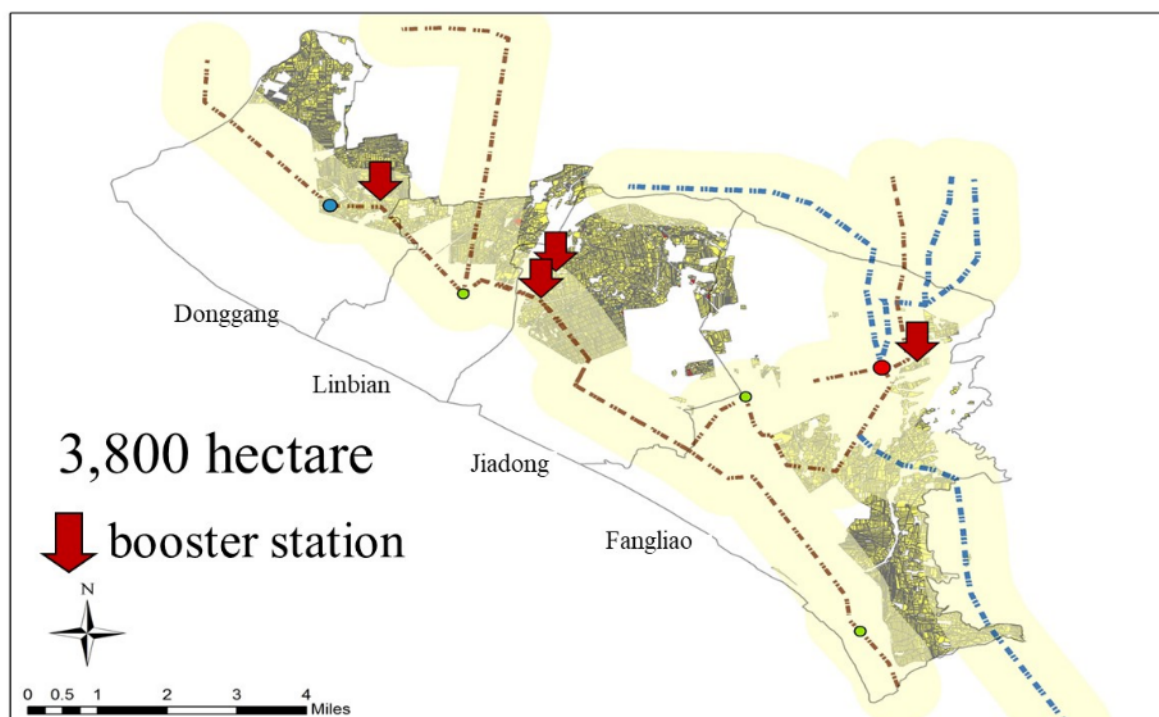 Donggang
Linbian
Jiadong
Fangliao
3,800 hectare
booster station
N
0 0.5 1 2 3 4
Miles